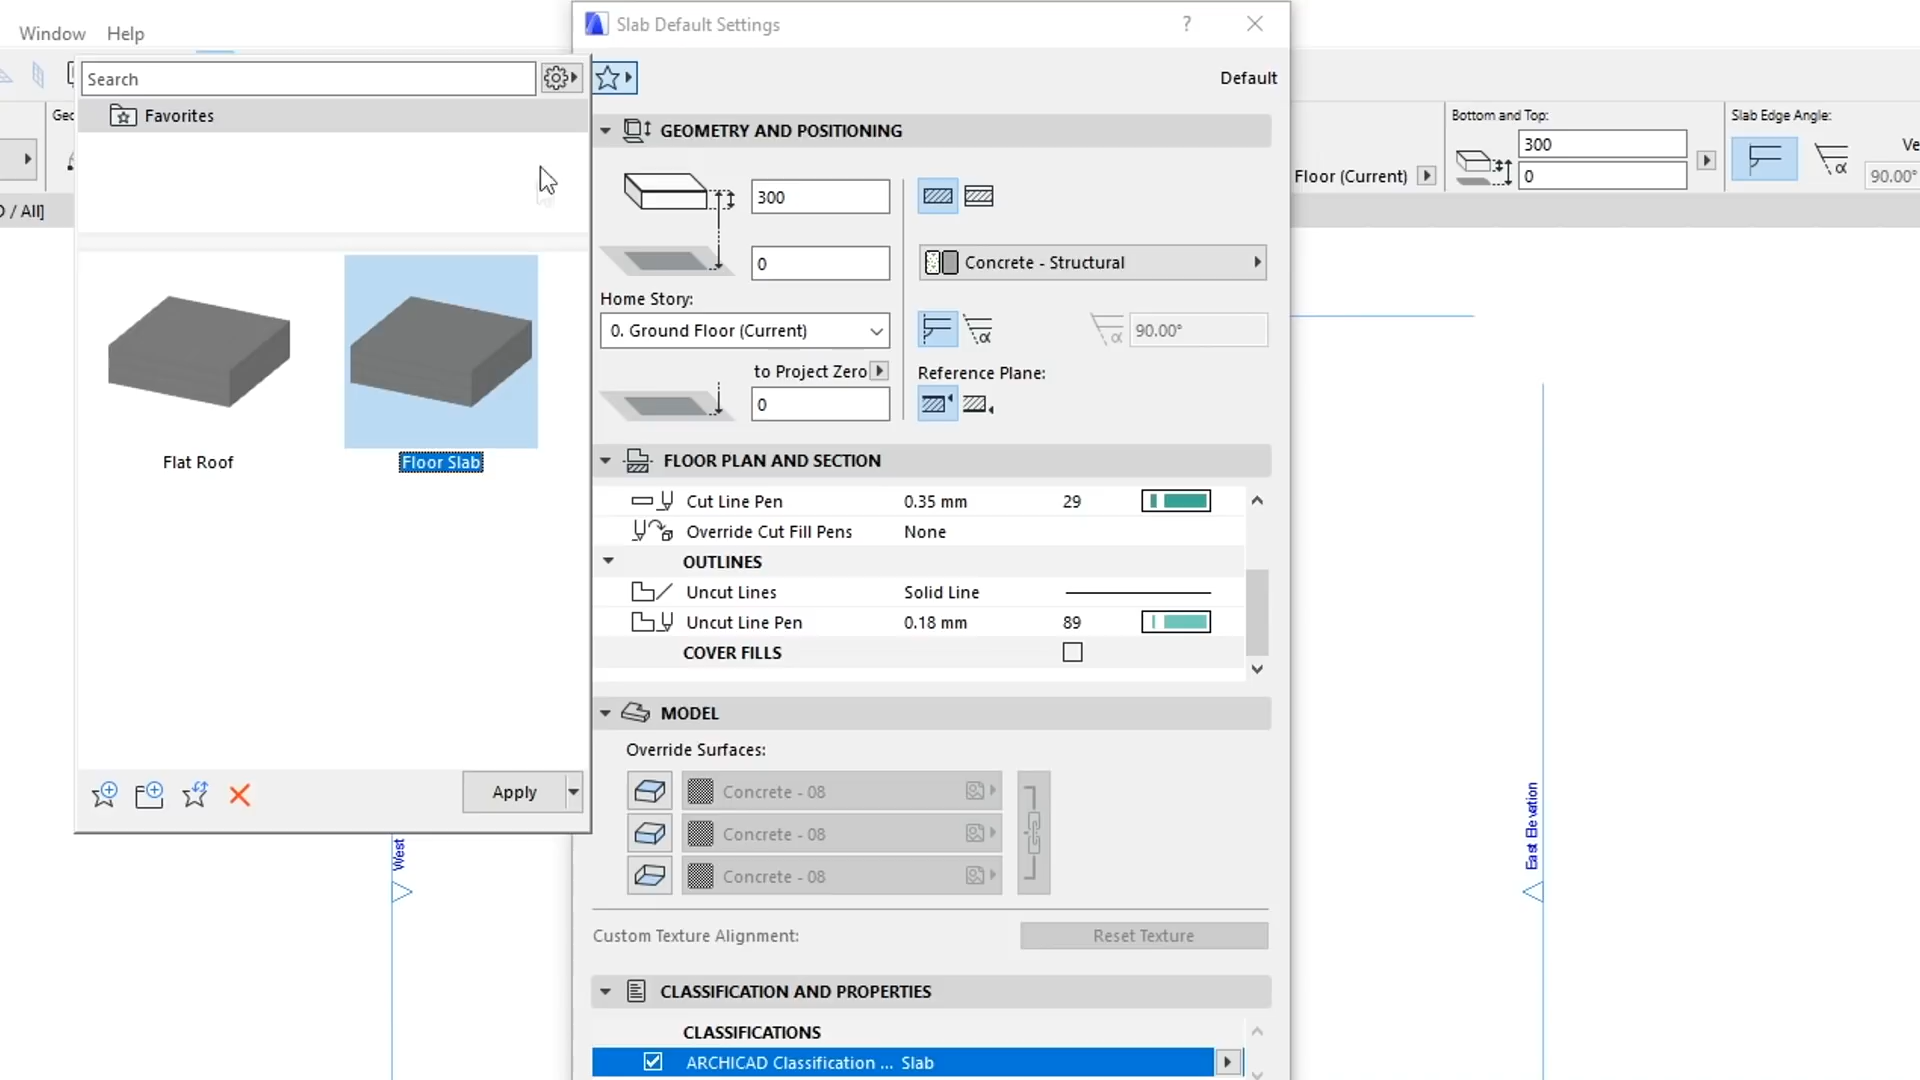 Window Help
Slab Default Settings
?
Search
Favorites
Default
Geo
D / All]
GEOMETRY AND POSITIONING
300
0
Concrete - Structural
Home Story:
0. Ground Floor (Current)
α
α
90.00°
to Project Zero
Reference Plane:
0
Bottom and Top:
300
0
Floor (Current)
Slab Edge Angle:
α
90.00°
Flat Roof
Floor Slab
Apply
FLOOR PLAN AND SECTION
Cut Line Pen 0.35 mm 29
Override Cut Fill Pens None
OUTLINES
Uncut Lines Solid Line
Uncut Line Pen 0.18 mm 89
COVER FILLS
MODEL
Override Surfaces:
Concrete - 08
Concrete - 08
Concrete - 08
Custom Texture Alignment: Reset Texture
CLASSIFICATION AND PROPERTIES
CLASSIFICATIONS
ARCHICAD Classification ... Slab
West
East Elevation